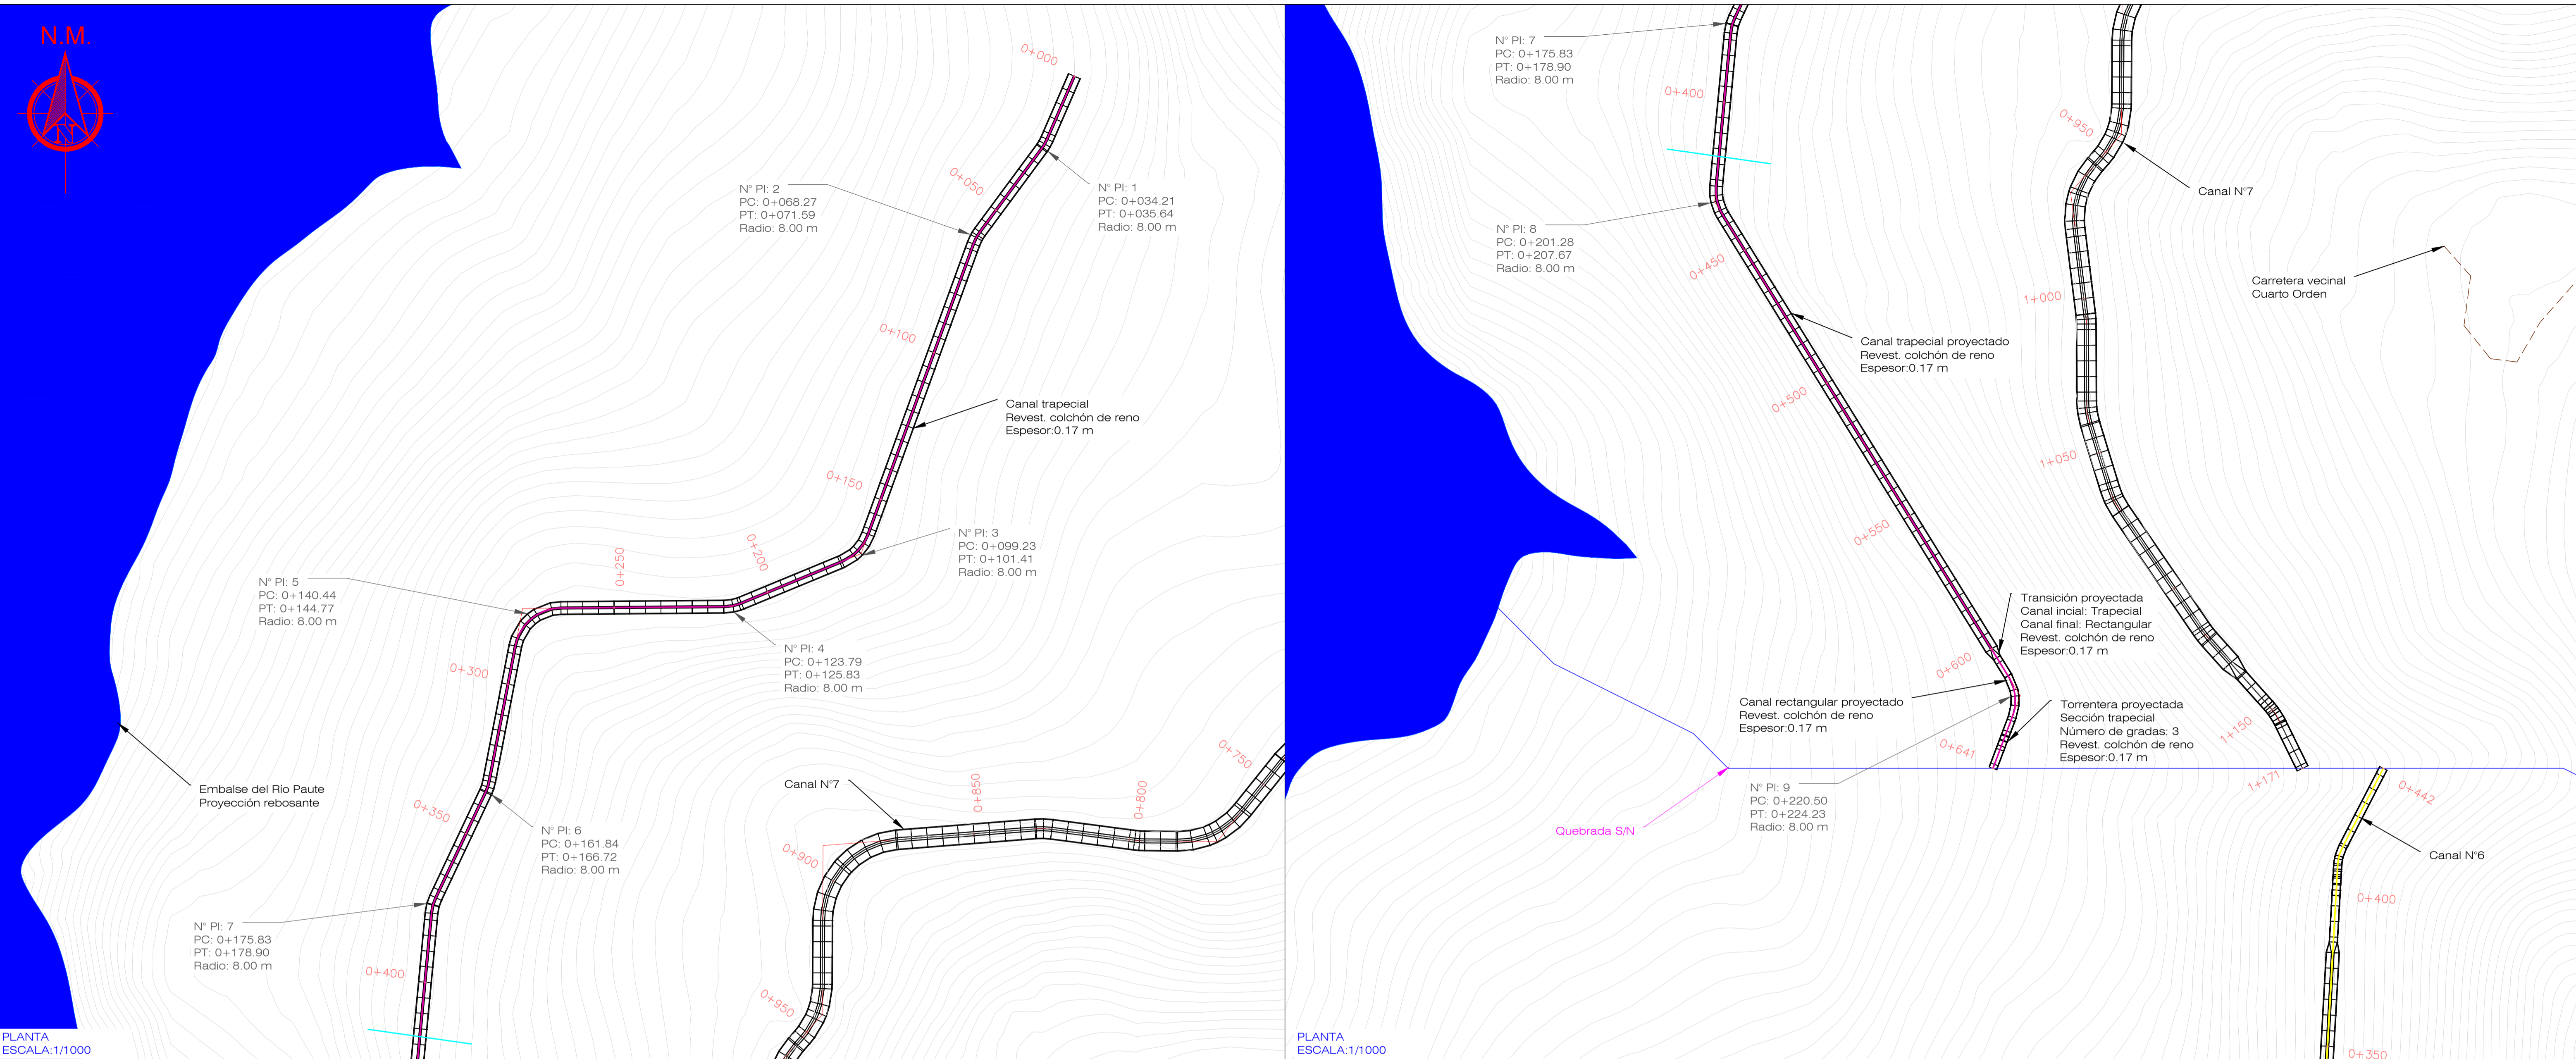 N.M.
N
0+000
N° PI: 1
PC: 0+034.21
PT: 0+035.64
Radio: 8.00 m
0+050
N° PI: 2
PC: 0+068.27
PT: 0+071.59
Radio: 8.00 m
0+100
Canal trapecial
Revest. colchón de reno
Espesor:0.17 m
0+150
N° PI: 3
PC: 0+099.23
PT: 0+101.41
Radio: 8.00 m
0+200
0+250
N° PI: 4
PC: 0+123.79
PT: 0+125.83
Radio: 8.00 m
N° PI: 5
PC: 0+140.44
PT: 0+144.77
Radio: 8.00 m
0+300
Embalse del Río Paute
Proyección rebosante
0+350
N° PI: 6
PC: 0+161.84
PT: 0+166.72
Radio: 8.00 m
Canal N°7
0+750
0+800
0+850
0+900
0+950
N° PI: 7
PC: 0+175.83
PT: 0+178.90
Radio: 8.00 m
0+400
PLANTA
ESCALA:1/1000
N° PI: 7
PC: 0+175.83
PT: 0+178.90
Radio: 8.00 m
0+400
0+950
Canal N°7
N° PI: 8
PC: 0+201.28
PT: 0+207.67
Radio: 8.00 m
0+450
1+000
Carretera vecinal
Cuarto Orden
Canal trapecial proyectado
Revest. colchón de reno
Espesor:0.17 m
0+500
1+050
0+550
Transición proyectada
Canal incial: Trapecial
Canal final: Rectangular
Revest. colchón de reno
Espesor:0.17 m
0+600
Canal rectangular proyectado
Revest. colchón de reno
Espesor:0.17 m
Torrentera proyectada
Sección trapecial
Número de gradas: 3
Revest. colchón de reno
Espesor:0.17 m
0+641
1+150
1+171
N° PI: 9
PC: 0+220.50
PT: 0+224.23
Radio: 8.00 m
0+442
Quebrada S/N
Canal N°6
0+400
0+350
PLANTA
ESCALA:1/1000